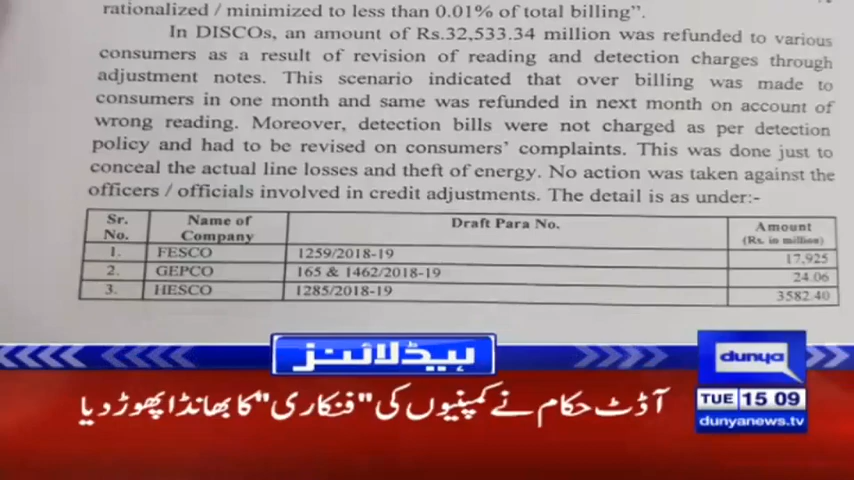 rationalized / minimized to less than 0.01% of total billing”.
In DISCOs, an amount of Rs.32,533.34 million was refunded to various
consumers as a result of revision of reading and detection charges through
adjustment notes. This scenario indicated that over billing was made to
consumers in one month and same was refunded in next month on account of
wrong reading. Moreover, detection bills were not charged as per detection
policy and had to be revised on consumers’ complaints. This was done just to
conceal the actual line losses and theft of energy. No action was taken against the
officers / officials involved in credit adjustments. The detail is as under:-
Sr. No. Name of Company Draft Para No. Amount (Rs. in million)
1. FESCO 1259/2018-19 17,925
2. GEPCO 165 & 1462/2018-19 24.06
3. HESCO 1285/2018-19 3582.40
ہیڈلائنز
dunya
TUE 15 09
dunyanews.tv
آڈٹ حکام نے کمپنیوں کی "فنکاری" کا بھانڈا پھوڑ دیا